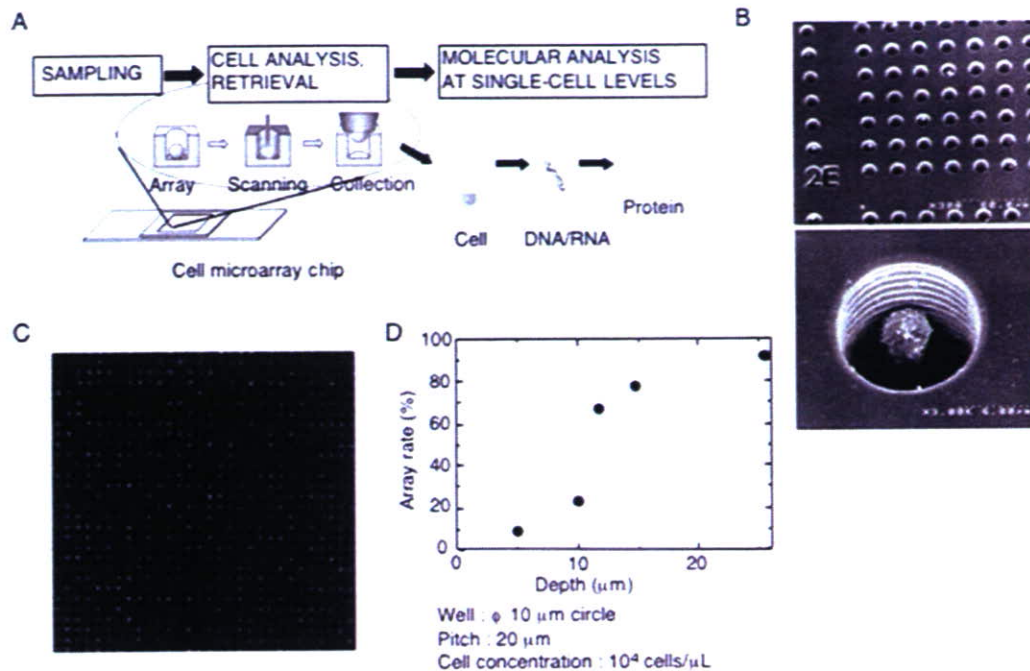 A
SAMPLING
CELL ANALYSIS,
RETRIEVAL
MOLECULAR ANALYSIS
AT SINGLE-CELL LEVELS
Array
Scanning
Collection
Cell
DNA/RNA
Protein
Cell microarray chip
B
2E
C
D
100
80
60
40
20
0
Array rate (%)
0
10
20
Depth (μm)
Well : φ 10 μm circle
Pitch : 20 μm
Cell concentration : 10⁴ cells/μL